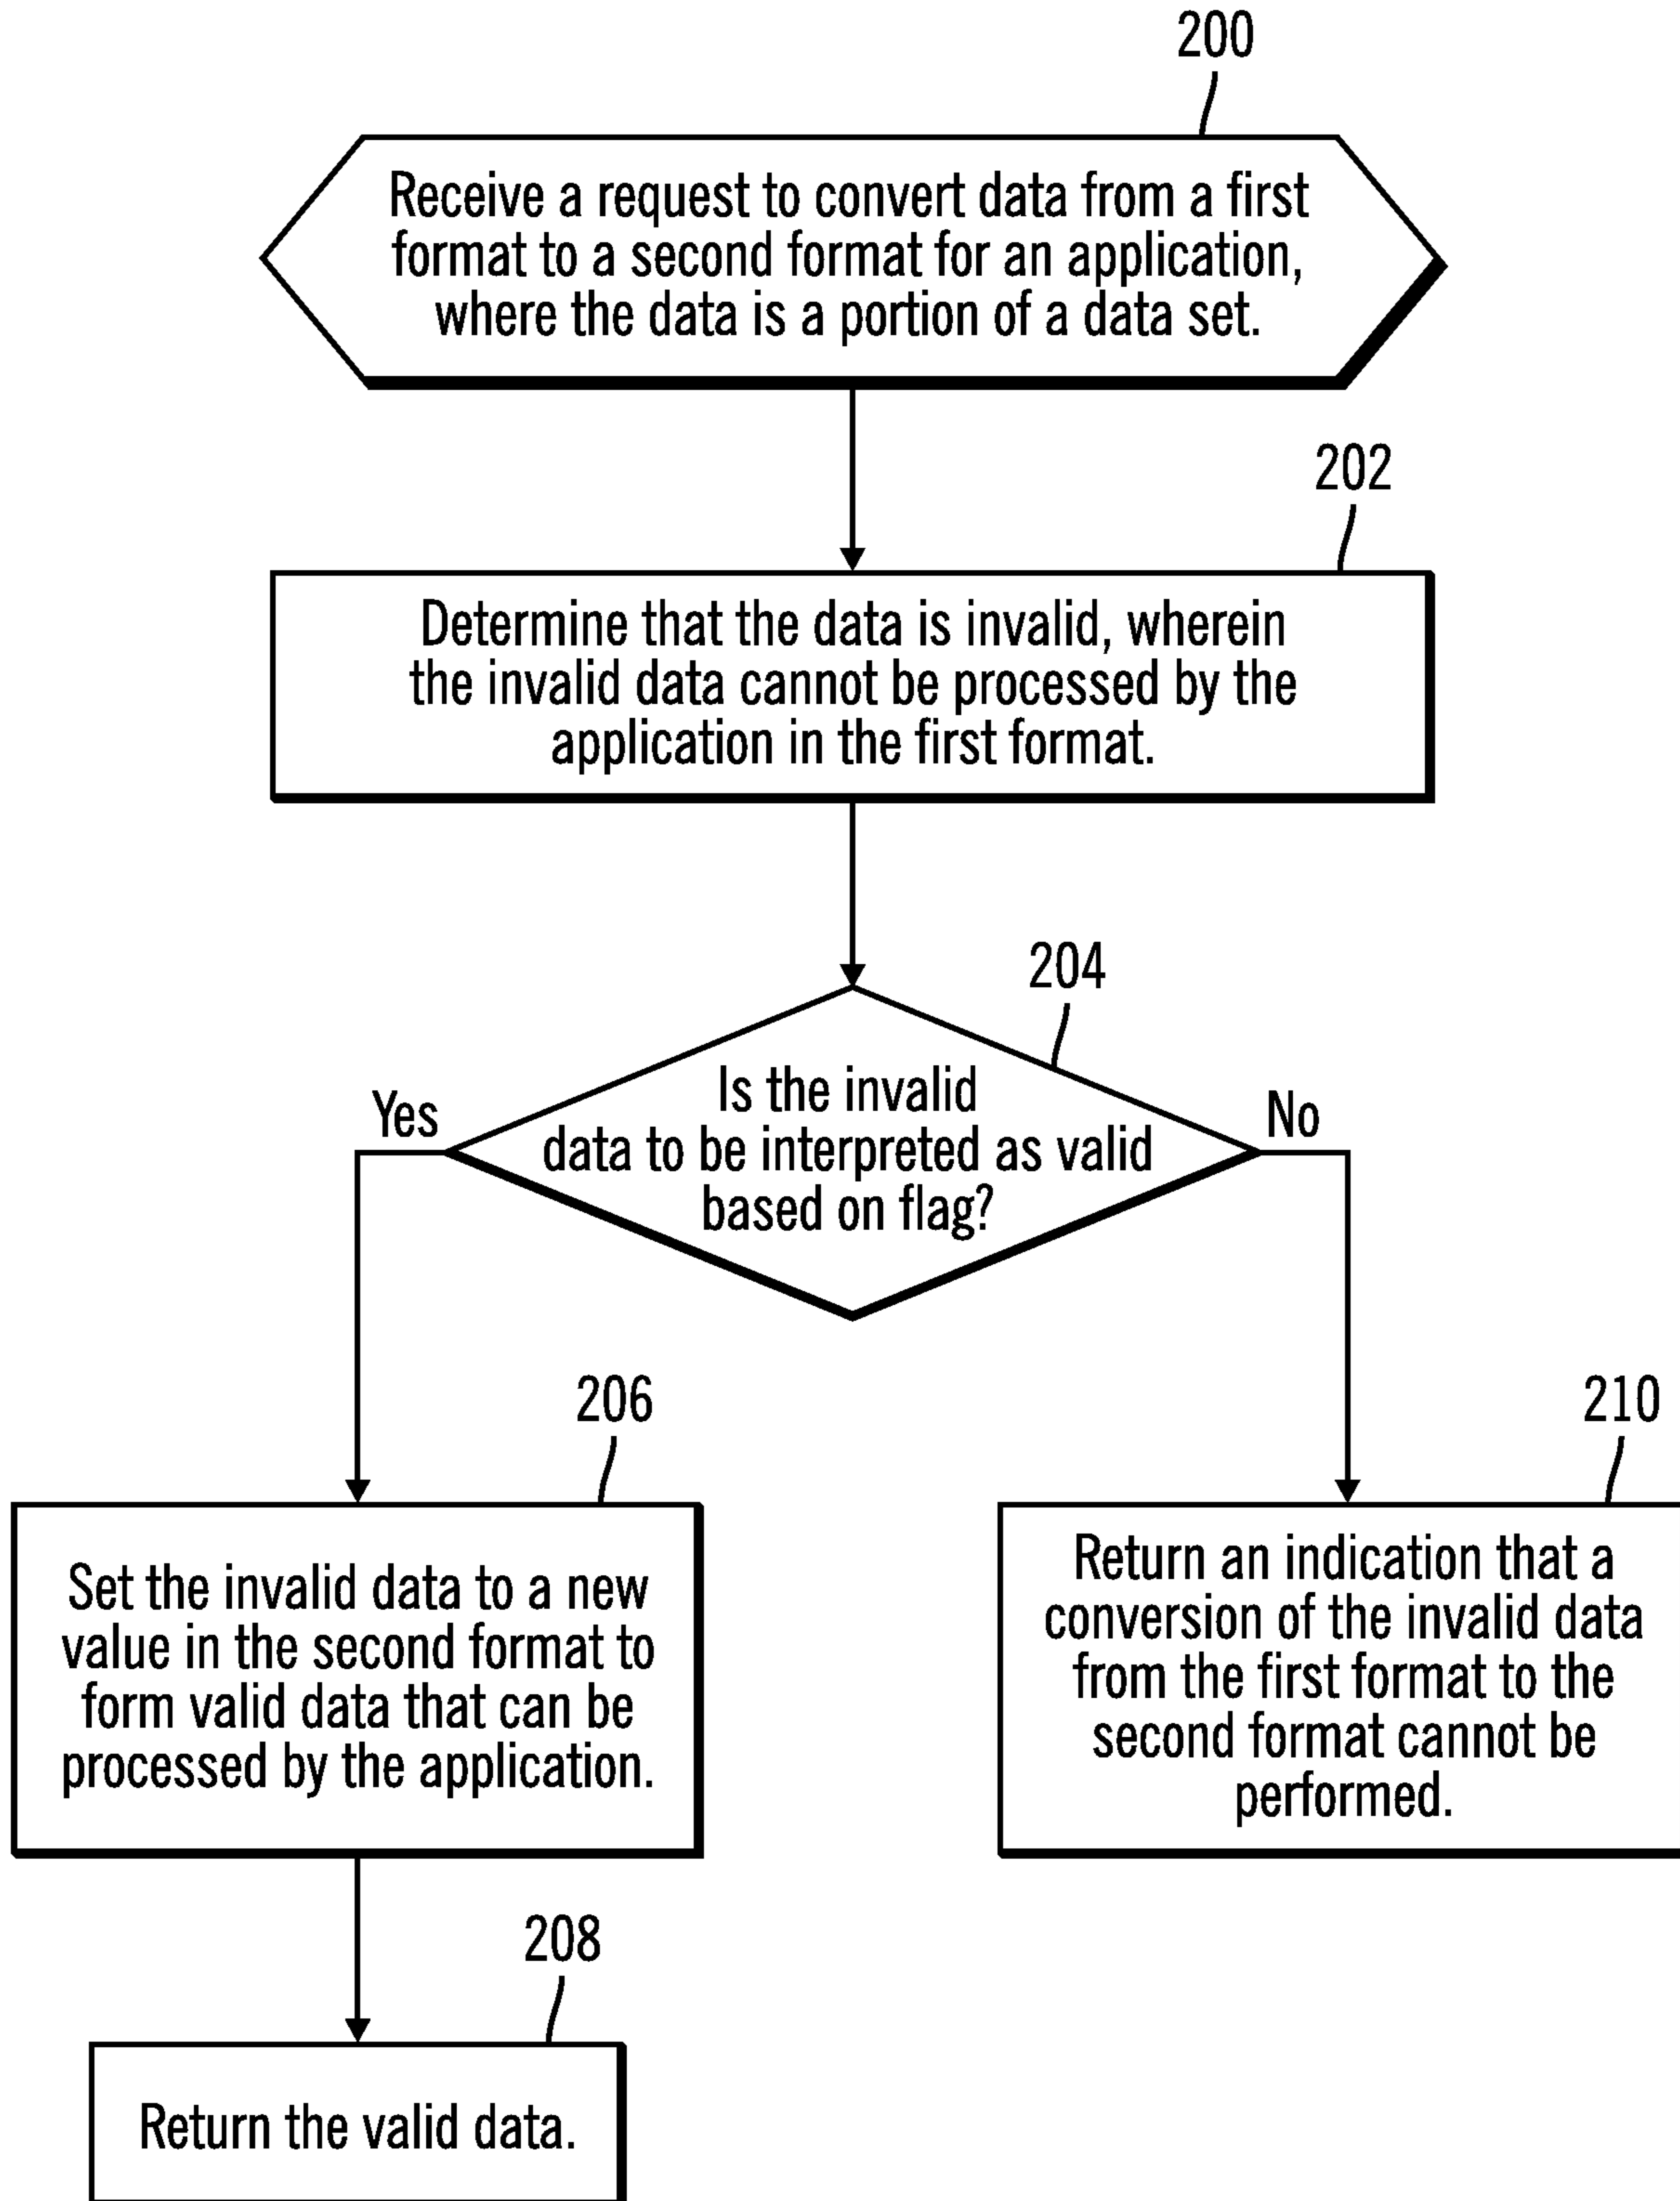 200
Receive a request to convert data from a first
format to a second format for an application,
where the data is a portion of a data set.
202
Determine that the data is invalid, wherein
the invalid data cannot be processed by the
application in the first format.
204
Is the invalid
data to be interpreted as valid
based on flag?
Yes
No
206
Set the invalid data to a new
value in the second format to
form valid data that can be
processed by the application.
210
Return an indication that a
conversion of the invalid data
from the first format to the
second format cannot be
performed.
208
Return the valid data.